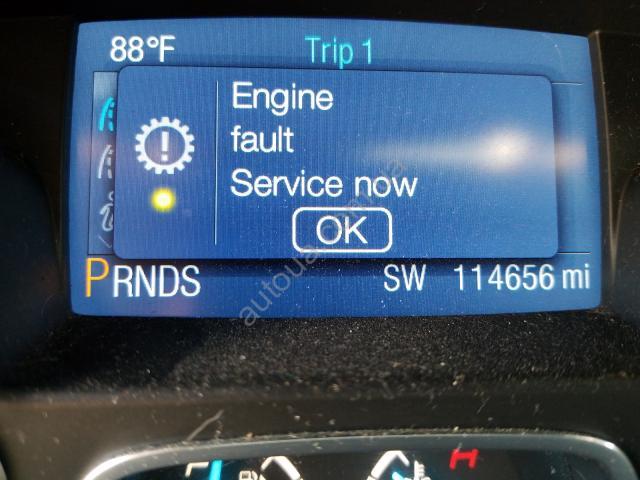 88°F Trip 1
Engine
fault
Service now
OK
PRNDS SW 114656 mi
H